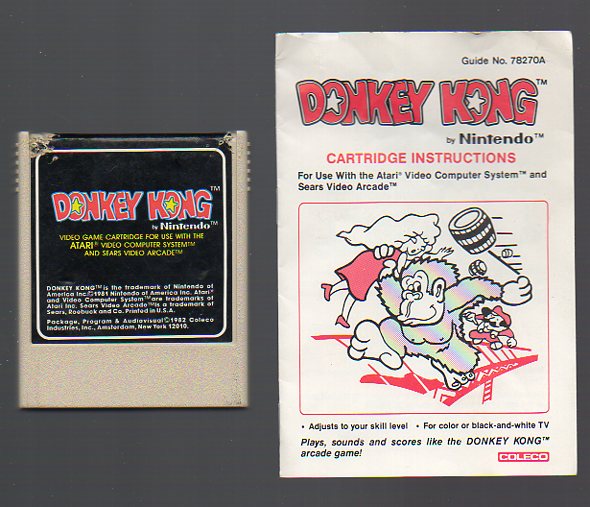 DONKEY KONG™
by Nintendo™
VIDEO GAME CARTRIDGE FOR USE WITH THE
ATARI® VIDEO COMPUTER SYSTEM™
AND SEARS VIDEO ARCADE™
DONKEY KONG™ is the trademark of Nintendo of
America Inc.©1981 Nintendo of America Inc. Atari®
and Video Computer System™ are trademarks of
Atari Inc. Sears Video Arcade™ is a trademark of
Sears, Roebuck and Co. Printed in U.S.A.
Package, Program & Audiovisual©1982 Coleco
Industries, Inc., Amsterdam, New York 12010.
Guide No. 78270A
DONKEY KONG™
by Nintendo™
CARTRIDGE INSTRUCTIONS
For Use With the Atari® Video Computer System™ and
Sears Video Arcade™
• Adjusts to your skill level • For color or black-and-white TV
Plays, sounds and scores like the DONKEY KONG™
arcade game!
COLECO